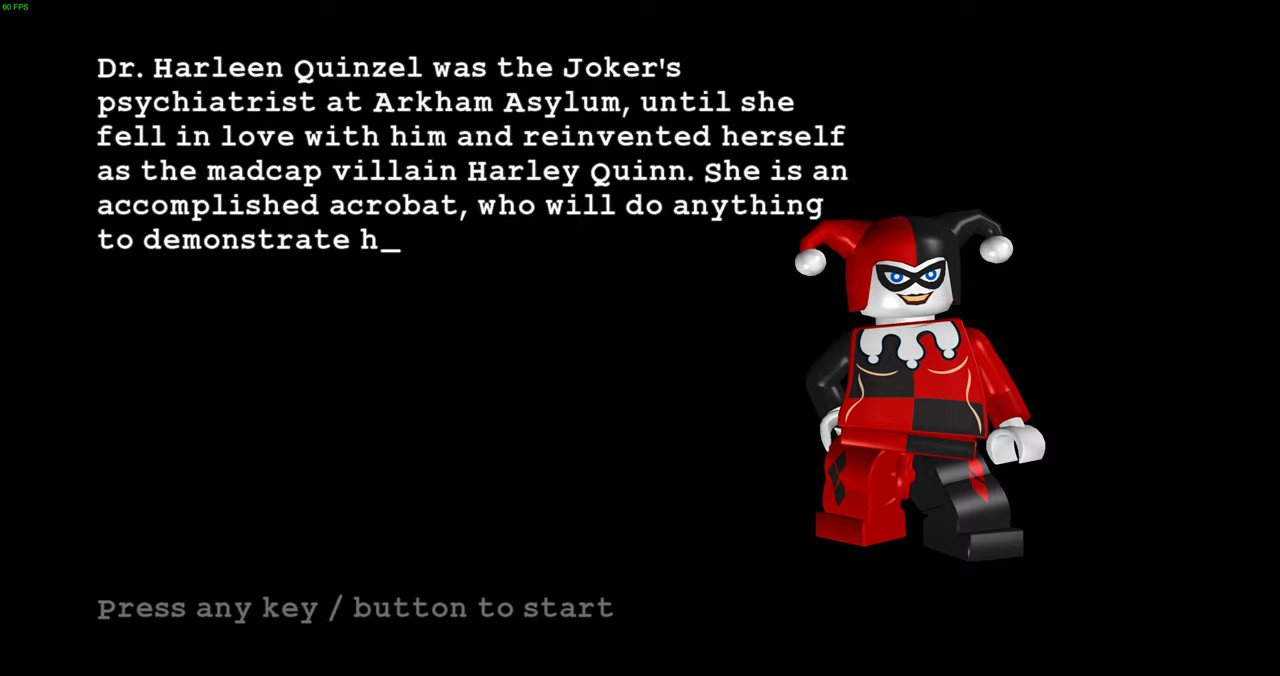 60 FPS
Dr. Harleen Quinzel was the Joker's
psychiatrist at Arkham Asylum, until she
fell in love with him and reinvented herself
as the madcap villain Harley Quinn. She is an
accomplished acrobat, who will do anything
to demonstrate h_
Press any key / button to start